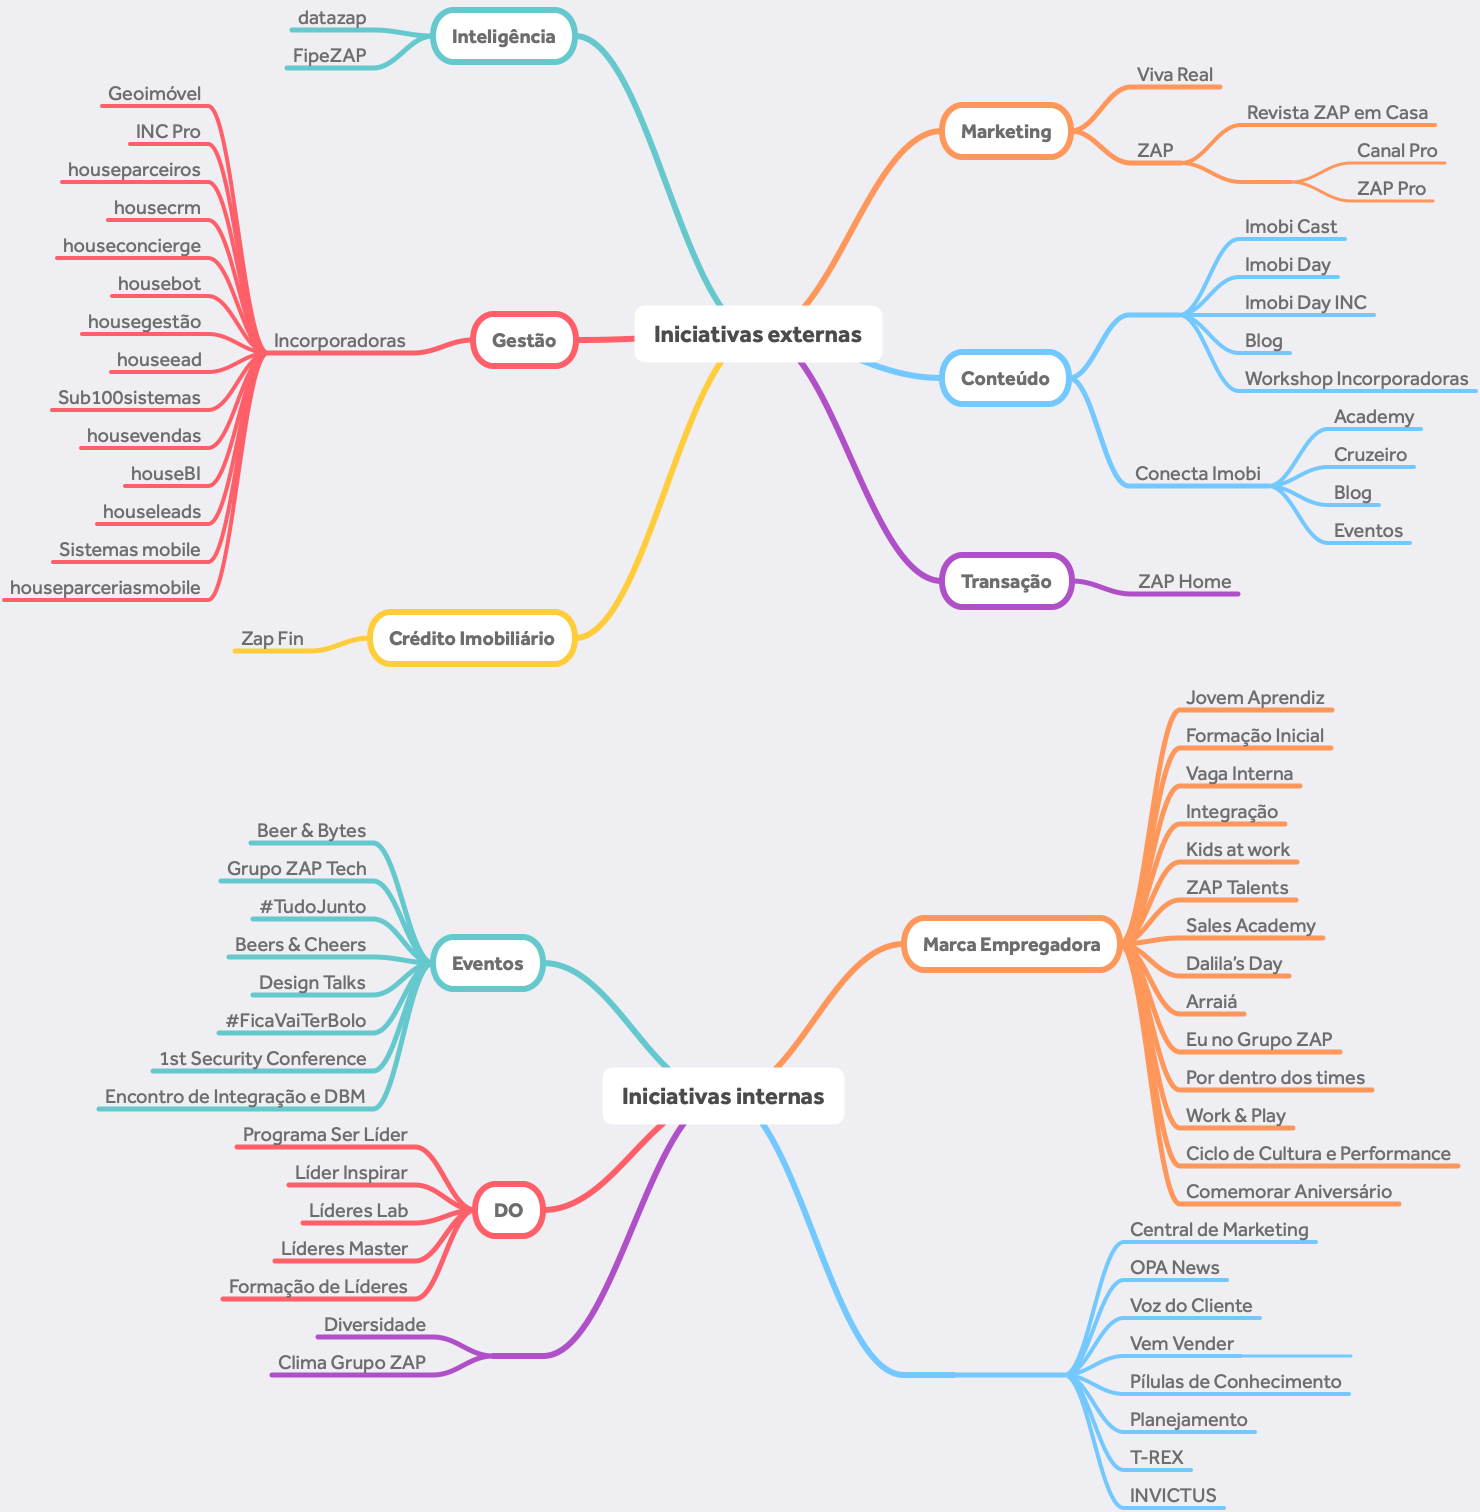 Iniciativas externas
Inteligência
datazap
FipeZAP
Gestão
Incorporadoras
Geoimóvel
INC Pro
houseparceiros
housecrm
houseconcierge
housebot
housegestão
houseead
Sub100sistemas
housevendas
houseBI
houseleads
Sistemas mobile
houseparceriasmobile
Crédito Imobiliário
Zap Fin
Marketing
Viva Real
ZAP
Revista ZAP em Casa
Canal Pro
ZAP Pro
Conteúdo
Imobi Cast
Imobi Day
Imobi Day INC
Blog
Workshop Incorporadoras
Conecta Imobi
Academy
Cruzeiro
Blog
Eventos
Transação
ZAP Home
Iniciativas internas
Eventos
Beer & Bytes
Grupo ZAP Tech
#TudoJunto
Beers & Cheers
Design Talks
#FicaVaiTerBolo
1st Security Conference
Encontro de Integração e DBM
DO
Programa Ser Líder
Líder Inspirar
Líderes Lab
Líderes Master
Formação de Líderes
Diversidade
Clima Grupo ZAP
Marca Empregadora
Jovem Aprendiz
Formação Inicial
Vaga Interna
Integração
Kids at work
ZAP Talents
Sales Academy
Dalila’s Day
Arraiá
Eu no Grupo ZAP
Por dentro dos times
Work & Play
Ciclo de Cultura e Performance
Comemorar Aniversário
Central de Marketing
OPA News
Voz do Cliente
Vem Vender
Pílulas de Conhecimento
Planejamento
T-REX
INVICTUS